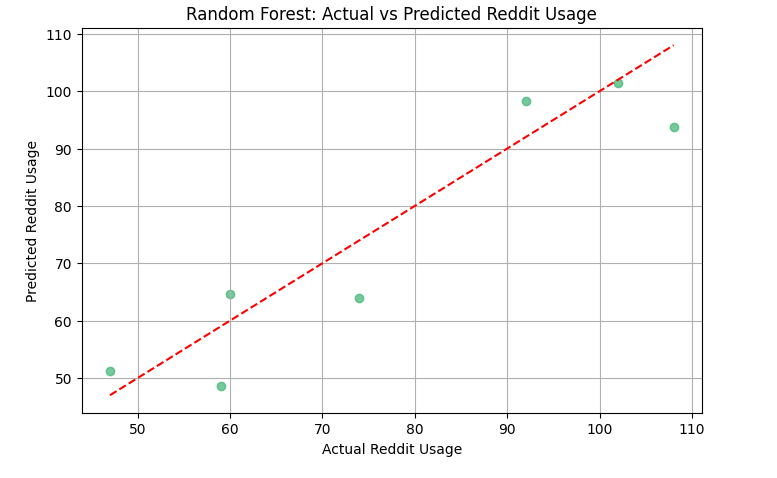 Random Forest: Actual vs Predicted Reddit Usage
110
100
90
80
70
60
50
Predicted Reddit Usage
50 60 70 80 90 100 110
Actual Reddit Usage